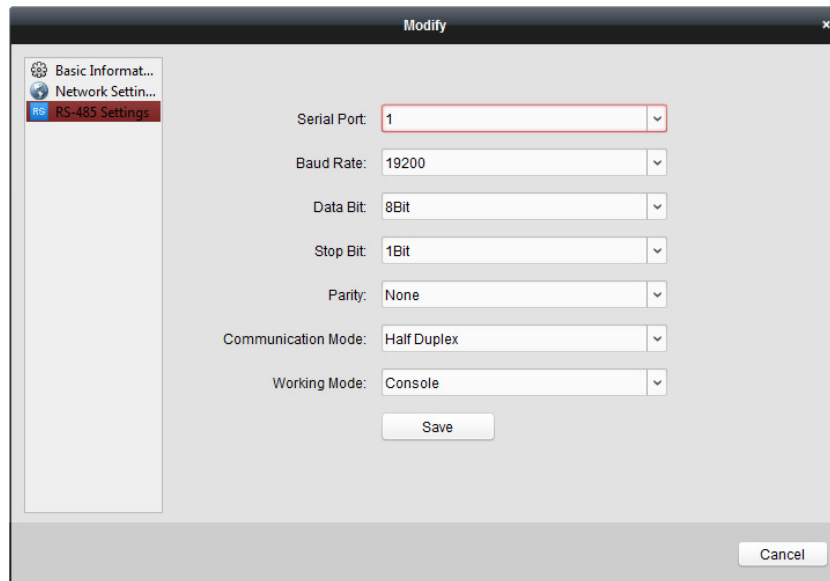 Modify
×
Basic Informat...
Network Settin...
RS RS-485 Settings
Serial Port: 1
Baud Rate: 19200
Data Bit: 8Bit
Stop Bit: 1Bit
Parity: None
Communication Mode: Half Duplex
Working Mode: Console
Save
Cancel